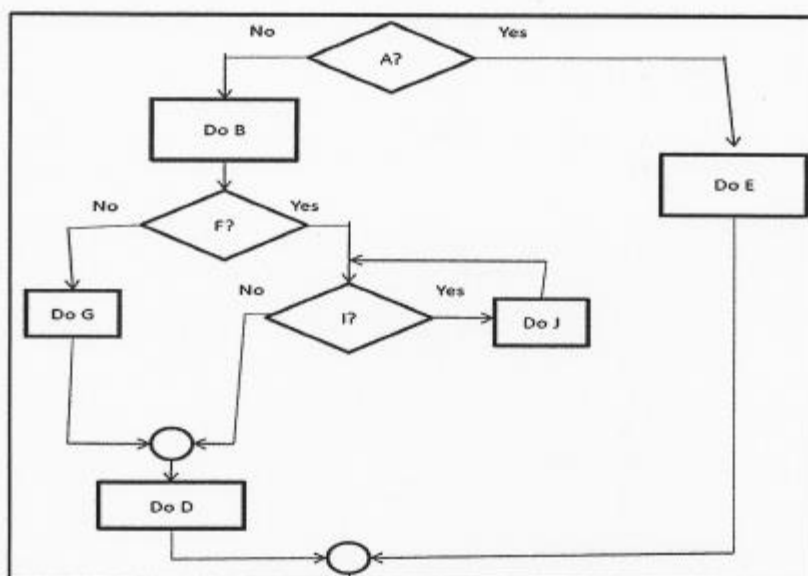 No
A?
Yes
Do B
Do E
No
F?
Yes
No
Yes
Do G
I?
Do J
Do D